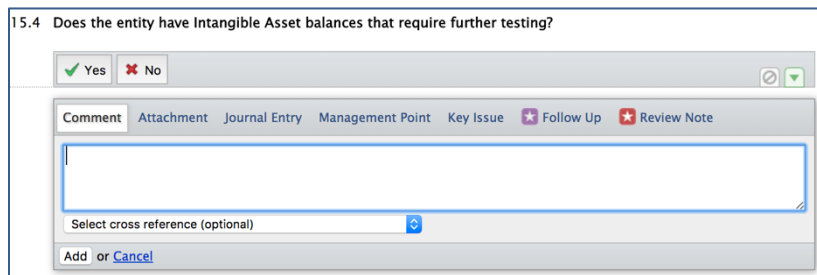 15.4 Does the entity have Intangible Asset balances that require further testing?
Yes No
Comment Attachment Journal Entry Management Point Key Issue Follow Up Review Note
Select cross reference (optional)
Add or Cancel